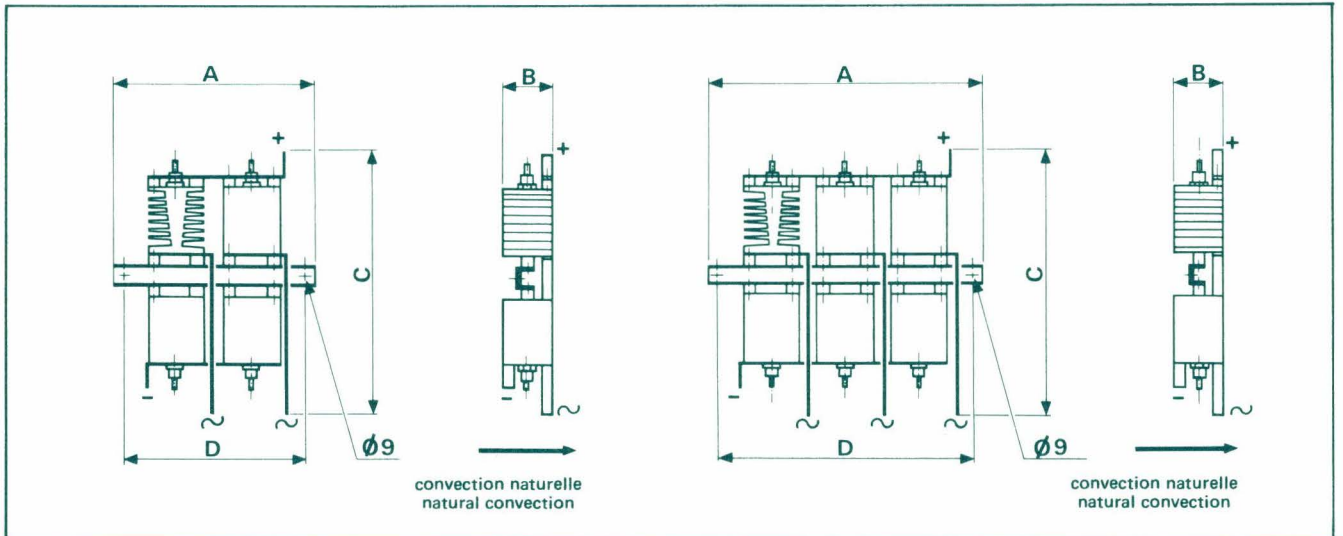 A
B
+
+
C
-
-
~
~
~
D
Ø9
convection naturelle
natural convection
A
B
+
+
C
-
-
~
~
~
~
D
Ø9
convection naturelle
natural convection